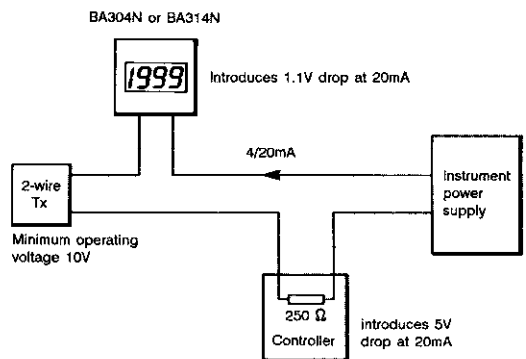 BA304N or BA314N
1999
Introduces 1.1V drop at 20mA
4/20mA
2-wire
Tx
Minimum operating
voltage 10V
Instrument
power
supply
250 Ω
Controller
introduces 5V
drop at 20mA